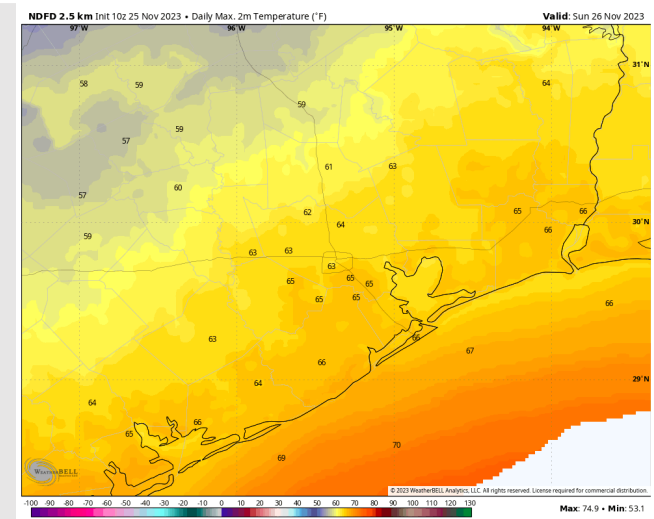 NDFD 2.5 km Init 10z 25 Nov 2023 • Daily Max. 2m Temperature (°F) Valid: Sun 26 Nov 2023
97°W 96°W 95°W 94°W
31°N
58 59 64
59
59
57
61 63
60
57
62 65 66
64 30°N
59 66
63 63
63
65 65 65
65 65
66
63 66
67
66
64 29°N
64
66
65
70
69
WeatherBELL
© 2023 WeatherBELL Analytics, LLC. All rights reserved. License required for commercial distribution.
-100 -90 -80 -70 -60 -50 -40 -30 -20 -10 0 10 20 30 40 50 60 70 80 90 100 110 120 130
Max: 74.9 • Min: 53.1